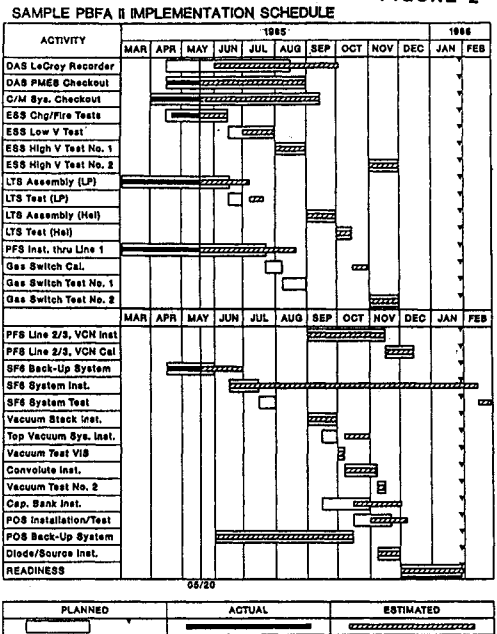 FIGURE 2
SAMPLE PBFA II IMPLEMENTATION SCHEDULE
ACTIVITY 1985 1986
MAR APR MAY JUN JUL AUG SEP OCT NOV DEC JAN FEB
DAS LeCroy Recorder
DAS PMES Checkout
C/M Sys. Checkout
ESS Chg/Fire Tests
ESS Low V Test
ESS High V Test No. 1
ESS High V Test No. 2
LTS Assembly (LP)
LTS Test (LP)
LTS Assembly (Hel)
LTS Test (Hel)
PFS Inst. thru Line 1
Gas Switch Cal.
Gas Switch Test No. 1
Gas Switch Test No. 2
MAR APR MAY JUN JUL AUG SEP OCT NOV DEC JAN FEB
PFS Line 2/3, VCN Inst
PFS Line 2/3, VCN Cal
SF6 Back-Up System
SF6 System Inst.
SF6 System Test
Vacuum Stack Inst.
Top Vacuum Sys. Inst.
Vacuum Test VIS
Convolute Inst.
Vacuum Test No. 2
Cap. Bank Inst.
POS Installation/Test
POS Back-Up System
Diode/Source Inst.
READINESS
05/20
PLANNED ACTUAL ESTIMATED